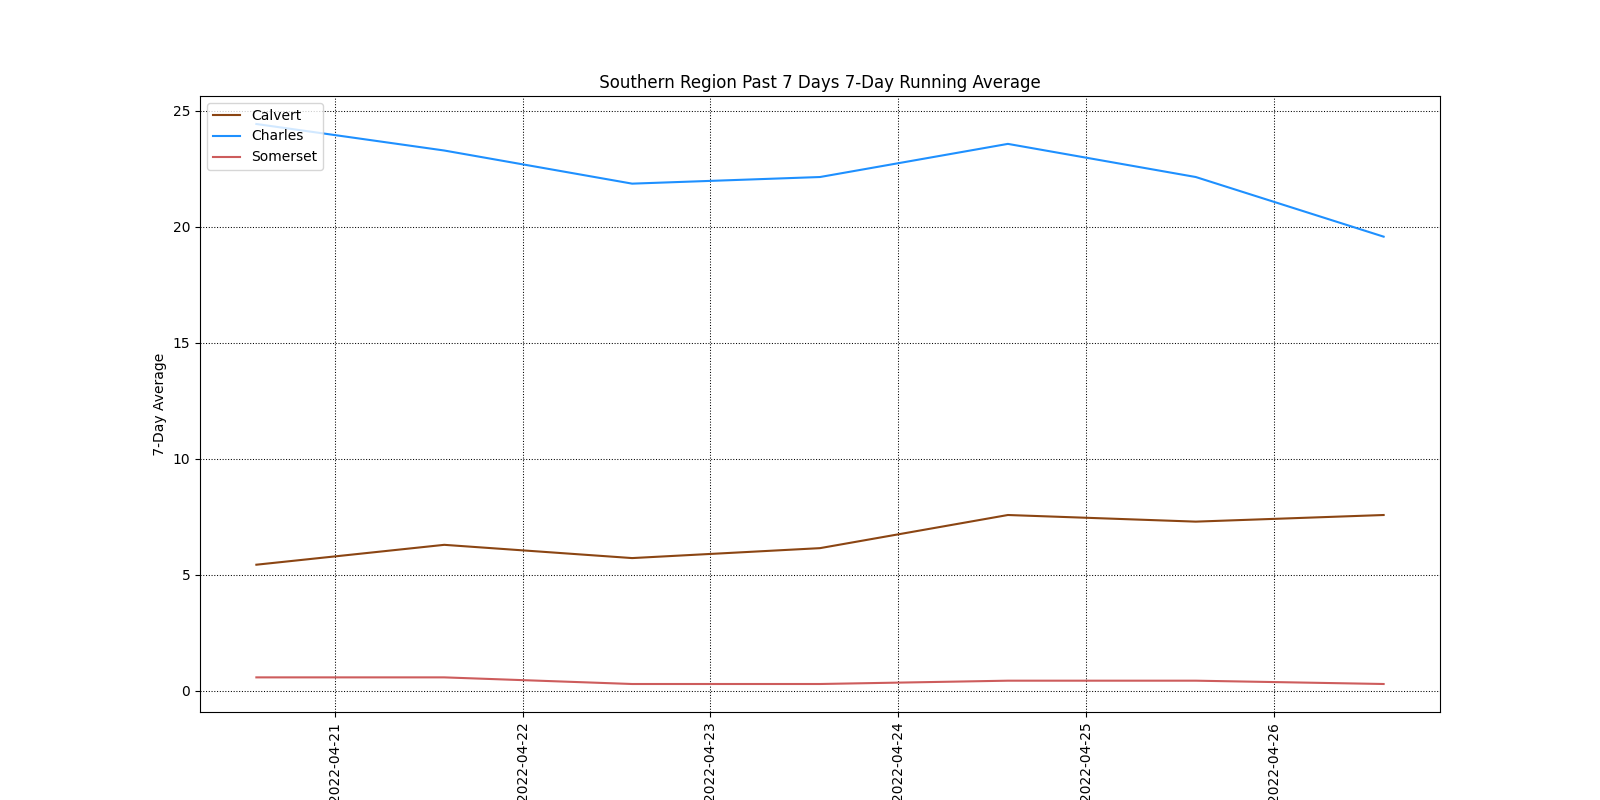 Southern Region Past 7 Days 7-Day Running Average
Calvert
Charles
Somerset
7-Day Average
25
20
15
10
5
0
2022-04-21
2022-04-22
2022-04-23
2022-04-24
2022-04-25
2022-04-26